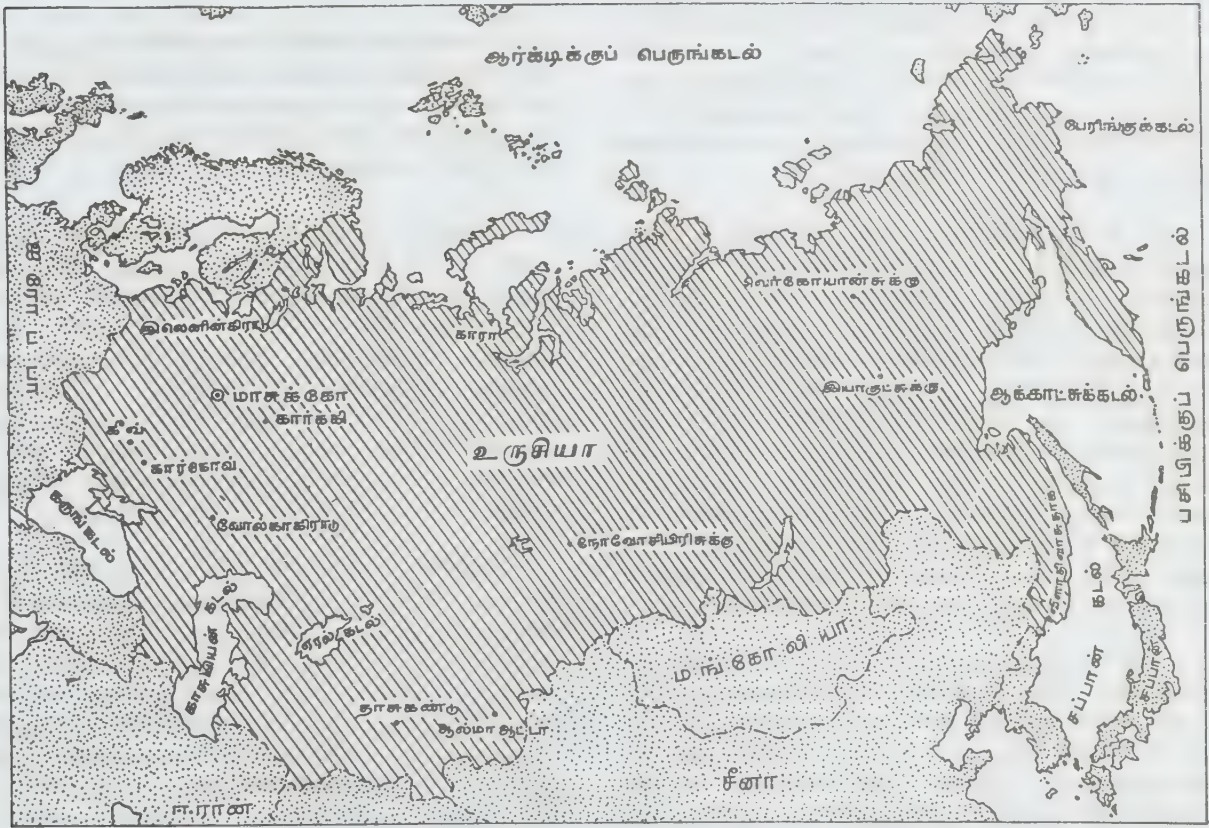 ஆர்க்டிக்குப் பெருங்கடல்
பேரிங்குக்கடல்
பசிபிக்குப் பெருங்கடல்
வெர்கோயான்சுக்கு
இலெனின்கிராடு
காரா
இயாகுட்சுக்கு
ஆக்காட்சுக்கடல்
மாசுக்கோ
கார்க்கி
கீவ்
உருசியா
கார்கோவ்
கருங்கடல்
வோல்காகிராடு
நோவோசிபிரிசுக்கு
காசுபியன் கடல்
ஏரல் கடல்
மங்கோலியா
சப்பான் கடல்
சப்பான்
தாசுகண்டு
ஆல்மா ஆட்டா
சீனா
ஈரான்